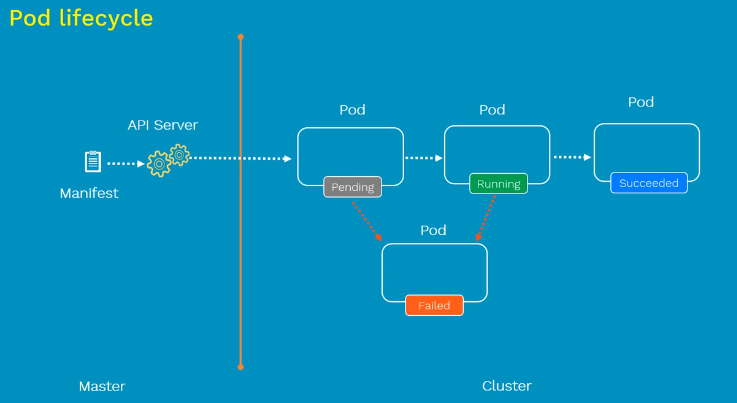 Pod lifecycle
API Server
Manifest
Pod
Pending
Pod
Running
Pod
Succeeded
Pod
Failed
Master
Cluster